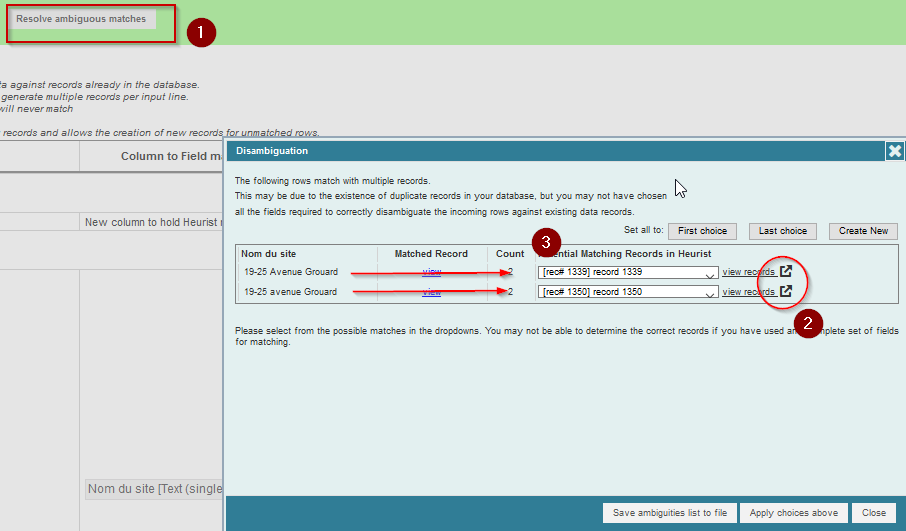 Resolve ambiguous matches
1
ta against records already in the database.
generate multiple records per input line.
will never match
records and allows the creation of new records for unmatched rows.
Column to Field m
Disambiguation
The following rows match with multiple records.
This may be due to the existence of duplicate records in your database, but you may not have chosen
all the fields required to correctly disambiguate the incoming rows against existing data records.
New column to hold Heurist
Set all to: First choice Last choice Create New
3
Nom du site Matched Record Count ential Matching Records in Heurist
19-25 Avenue Grouard view 2 [rec# 1339] record 1339 view records
19-25 avenue Grouard view 2 [rec# 1350] record 1350 view records
2
Please select from the possible matches in the dropdowns. You may not be able to determine the correct records if you have used an mplete set of fields
for matching.
Nom du site [Text (single
Save ambiguities list to file Apply choices above Close